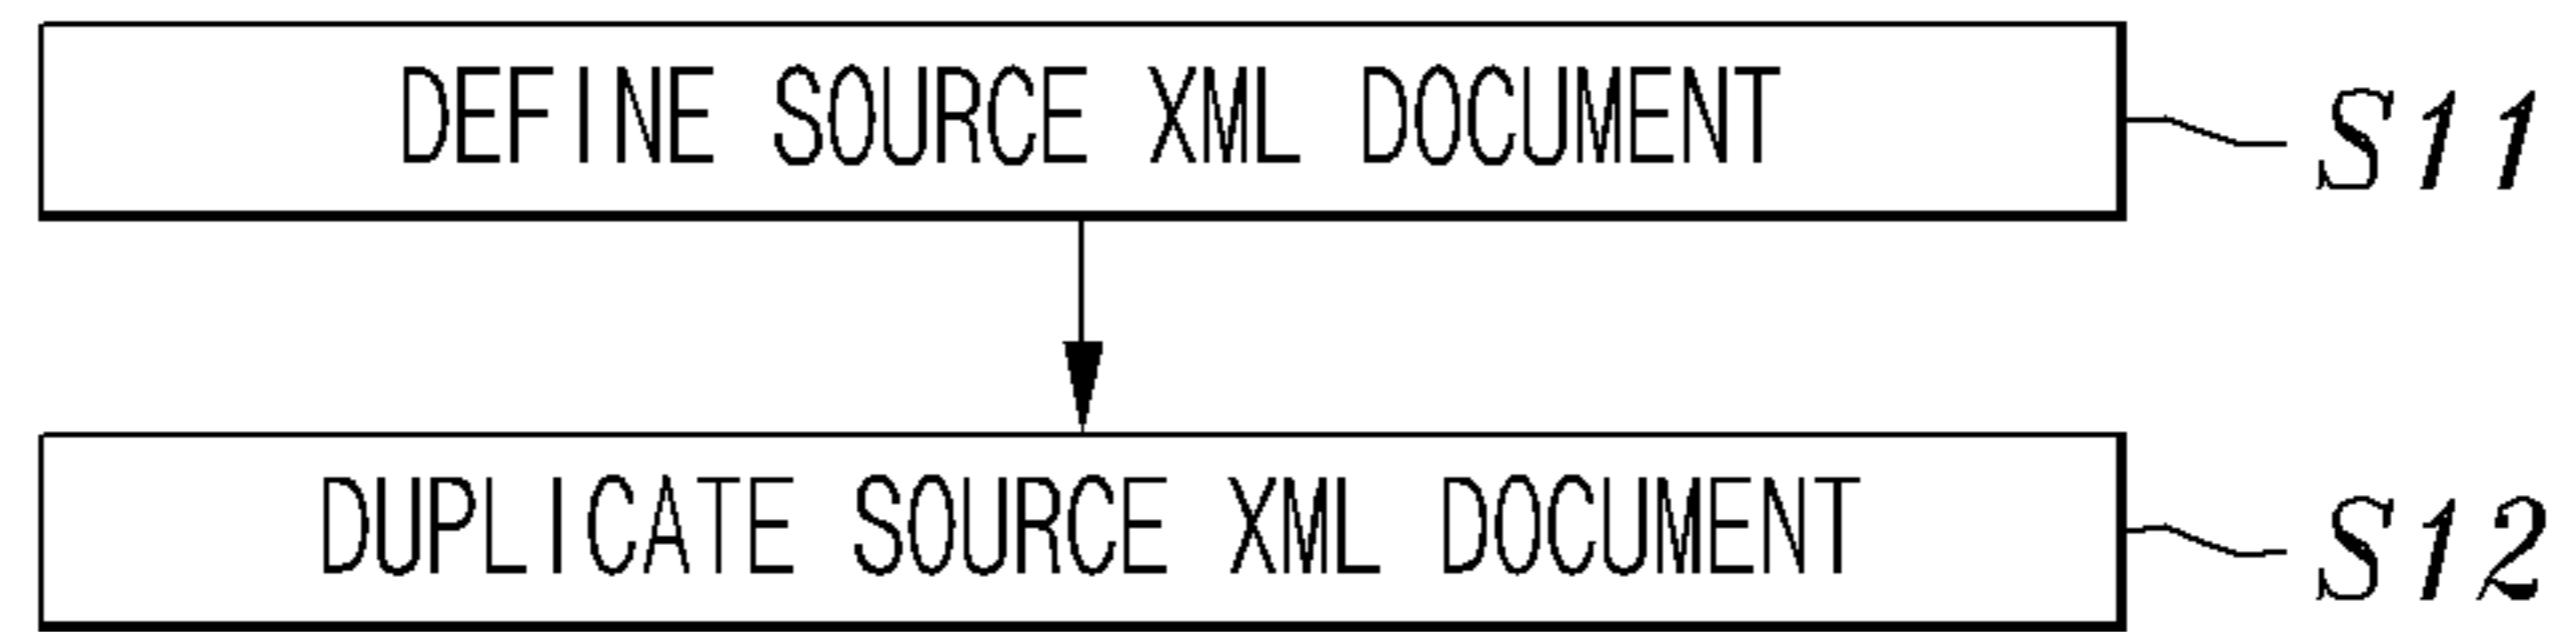 DEFINE SOURCE XML DOCUMENT S11
DUPLICATE SOURCE XML DOCUMENT S12